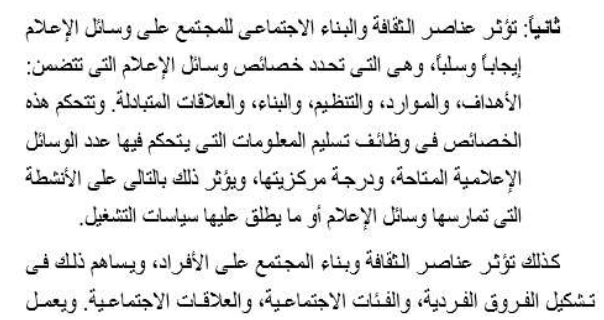 ثانياً: تؤثر عناصر الثقافة والبناء الاجتماعى للمجتمع على وسائل الإعلام
إيجاباً وسلباً، وهى التى تحدد خصائص وسائل الإعلام التى تتضمن:
الأهداف، والموارد، والتنظيم، والبناء، والعلاقات المتبادلة. وتتحكم هذه
الخصائص فى وظائف تسليم المعلومات التى يتحكم فيها عدد الوسائل
الإعلامية المتاحة، ودرجة مركزيتها، ويؤثر ذلك بالتالى على الأنشطة
التى تمارسها وسائل الإعلام أو ما يطلق عليها سياسات التشغيل.
كذلك تؤثر عناصر الثقافة وبناء المجتمع على الأفراد، ويساهم ذلك فى
تشكيل الفروق الفردية، والفئات الاجتماعية، والعلاقات الاجتماعية. ويعمل